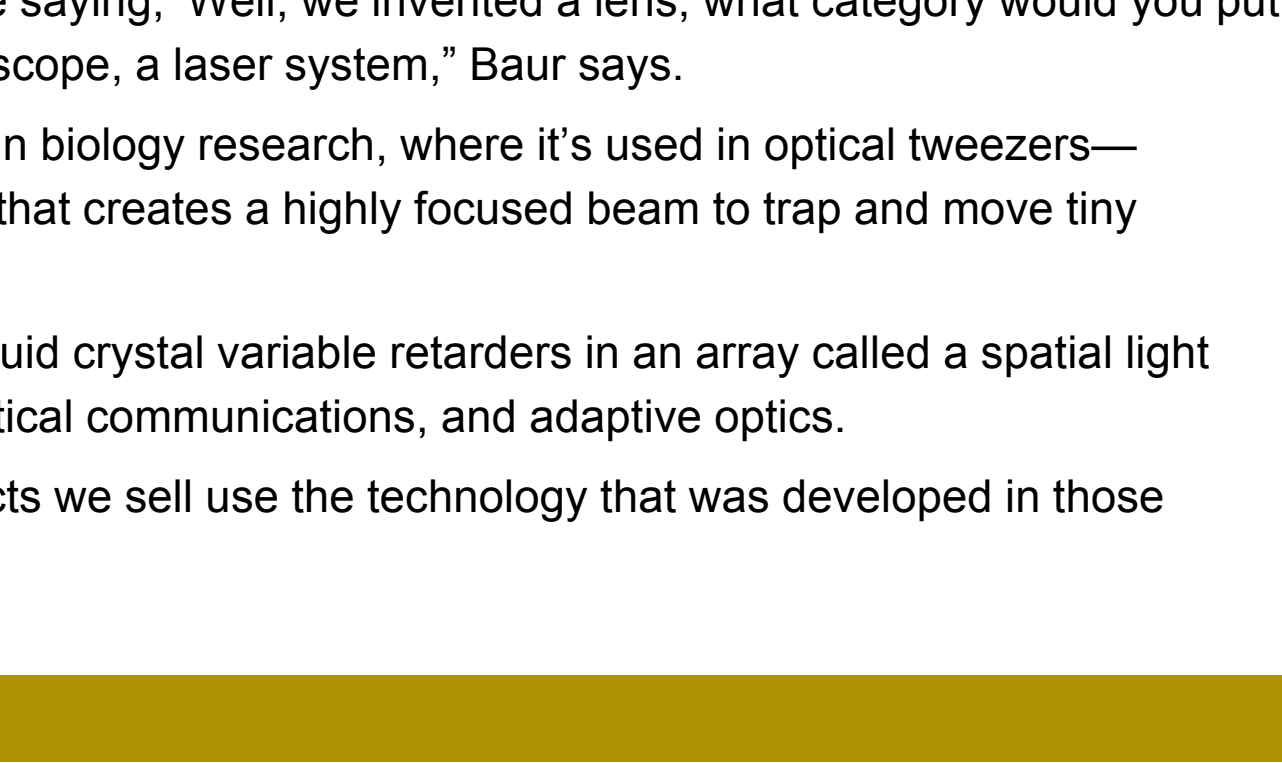 saying, ‘Well, we invented a lens, what category would you put
scope, a laser system,” Baur says.
n biology research, where it’s used in optical tweezers—
that creates a highly focused beam to trap and move tiny
uid crystal variable retarders in an array called a spatial light
tical communications, and adaptive optics.
cts we sell use the technology that was developed in those